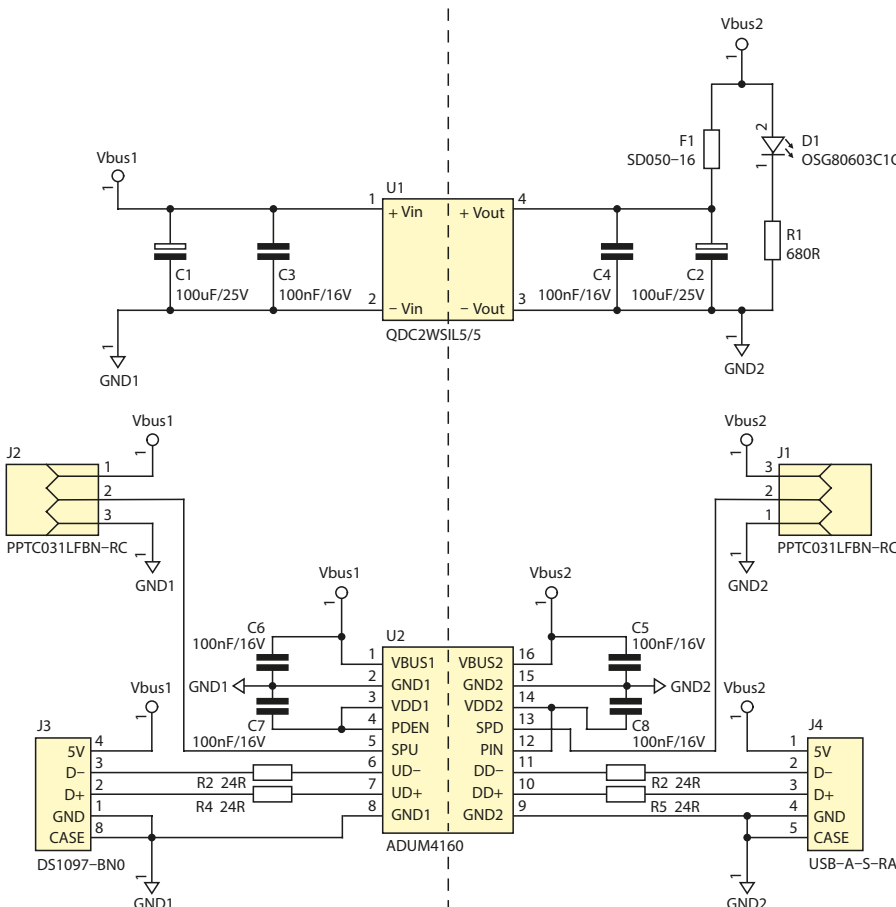 Vbus2
1
F1
SD050-16
2
1
D1
OSG80603C1
R1
680R
Vbus1
1
U1
1
+ Vin
+ Vout
4
C1
100uF/25V
C3
100nF/16V
C4
100nF/16V
C2
100uF/25V
2
- Vin
- Vout
3
QDC2WSIL5/5
1
GND1
1
GND2
Vbus1
1
J2
1
2
3
PPTC031LFBN-RC
1
GND1
Vbus2
1
J1
3
2
1
PPTC031LFBN-RC
1
GND2
Vbus1
1
Vbus2
1
C6
100nF/16V
C5
100nF/16V
U2
1
VBUS1
VBUS2
16
GND1
2
GND1
GND2
15
GND2
3
VDD1
VDD2
14
4
PDEN
SPD
13
5
SPU
PIN
12
6
UD-
DD-
11
7
UD+
DD+
10
8
GND1
GND2
9
ADUM4160
C7
100nF/16V
C8
100nF/16V
Vbus1
1
J3
5V
4
D-
3
D+
2
GND
1
CASE
8
DS1097-BN0
R2 24R
R4 24R
1
GND1
Vbus2
1
J4
1
5V
2
D-
3
D+
4
GND
5
CASE
USB-A-S-RA
R2 24R
R5 24R
1
GND2